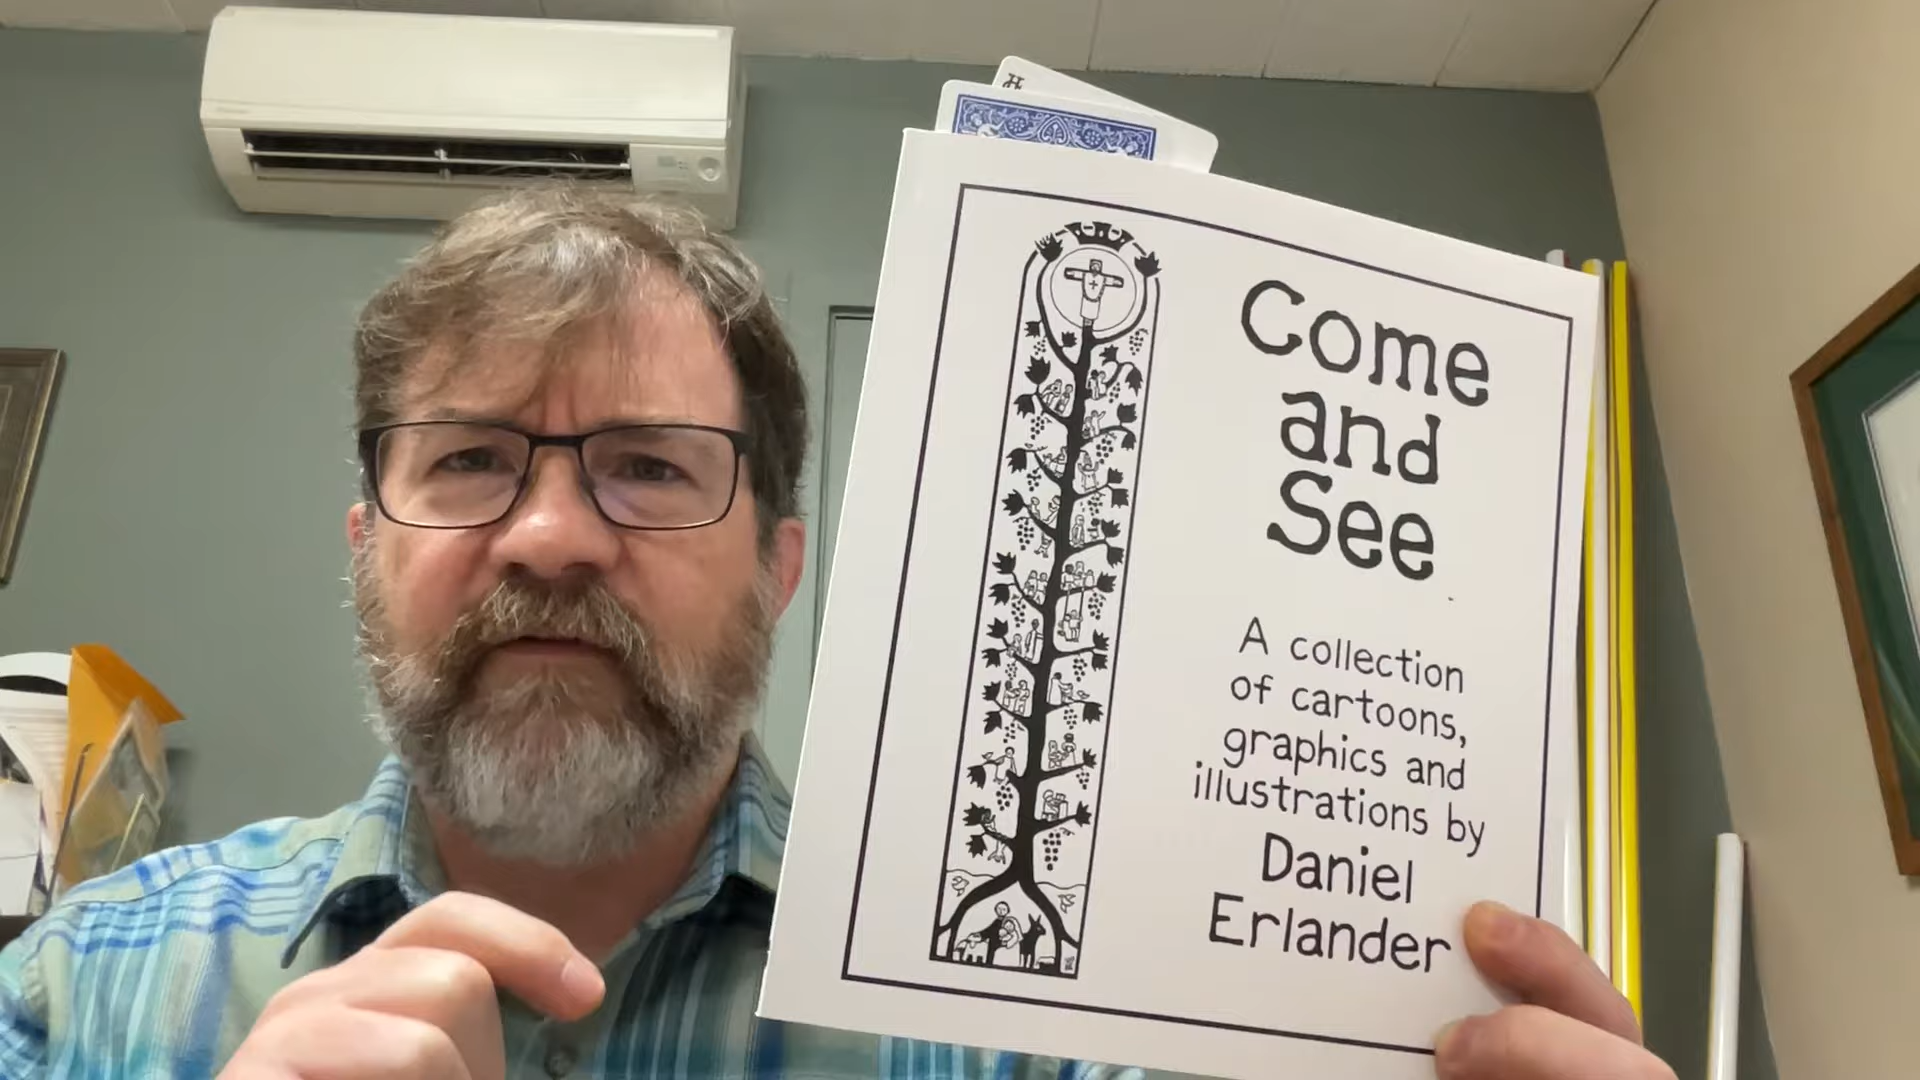 Come
and
See
A collection
of cartoons,
graphics and
illustrations by
Daniel
Erlander